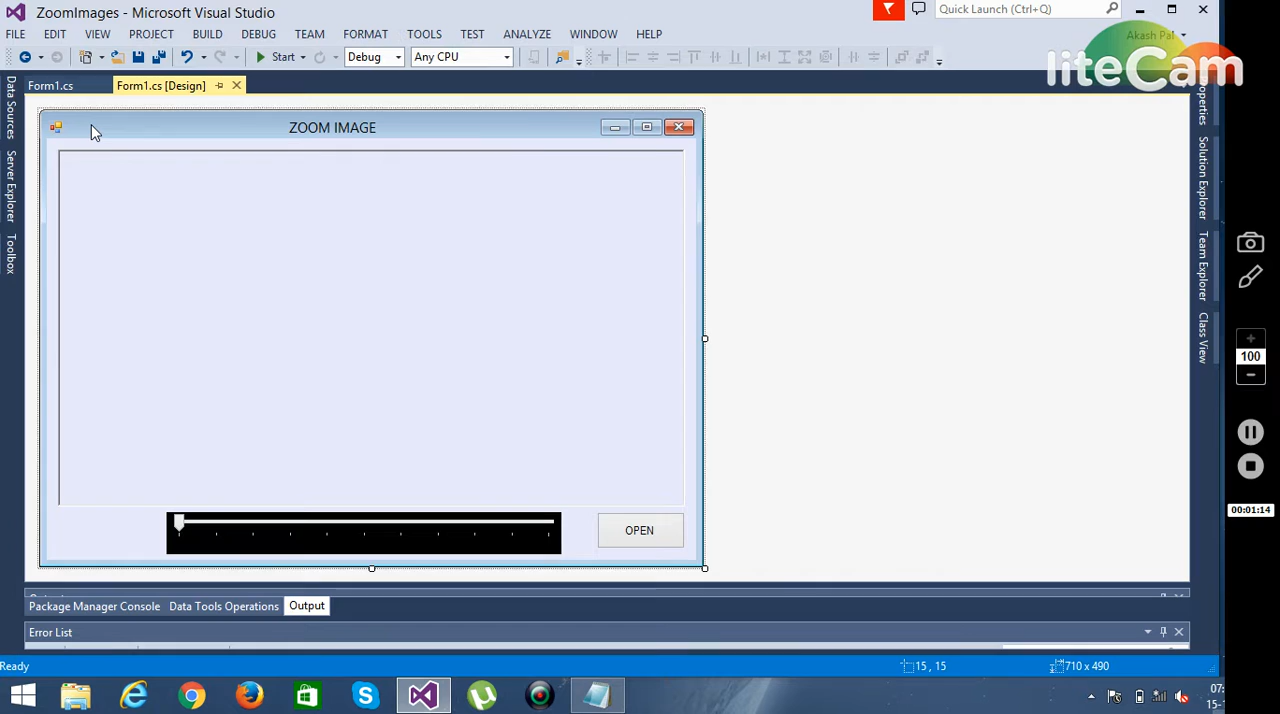 ZoomImages - Microsoft Visual Studio
Quick Launch (Ctrl+Q)
FILE EDIT VIEW PROJECT BUILD DEBUG TEAM FORMAT TOOLS TEST ANALYZE WINDOW HELP
Akash Pal
liteCam
Start Debug Any CPU
Form1.cs Form1.cs [Design]
Data Sources
Server Explorer
Toolbox
ZOOM IMAGE
OPEN
Properties
Solution Explorer
Team Explorer
Class View
100
00:01:14
Package Manager Console Data Tools Operations Output
Error List
Ready 15 , 15 710 x 490